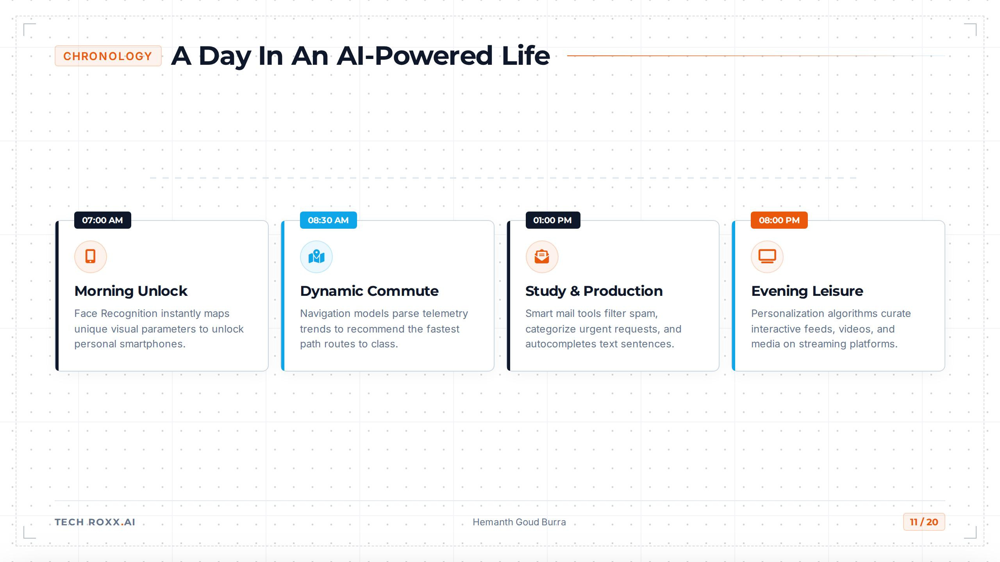 CHRONOLOGY
A Day In An AI-Powered Life
07:00 AM
Morning Unlock
Face Recognition instantly maps
unique visual parameters to unlock
personal smartphones.
08:30 AM
Dynamic Commute
Navigation models parse telemetry
trends to recommend the fastest
path routes to class.
01:00 PM
Study & Production
Smart mail tools filter spam,
categorize urgent requests, and
autocompletes text sentences.
08:00 PM
Evening Leisure
Personalization algorithms curate
interactive feeds, videos, and
media on streaming platforms.
TECH ROXX.AI
Hemanth Goud Burra
11 / 20